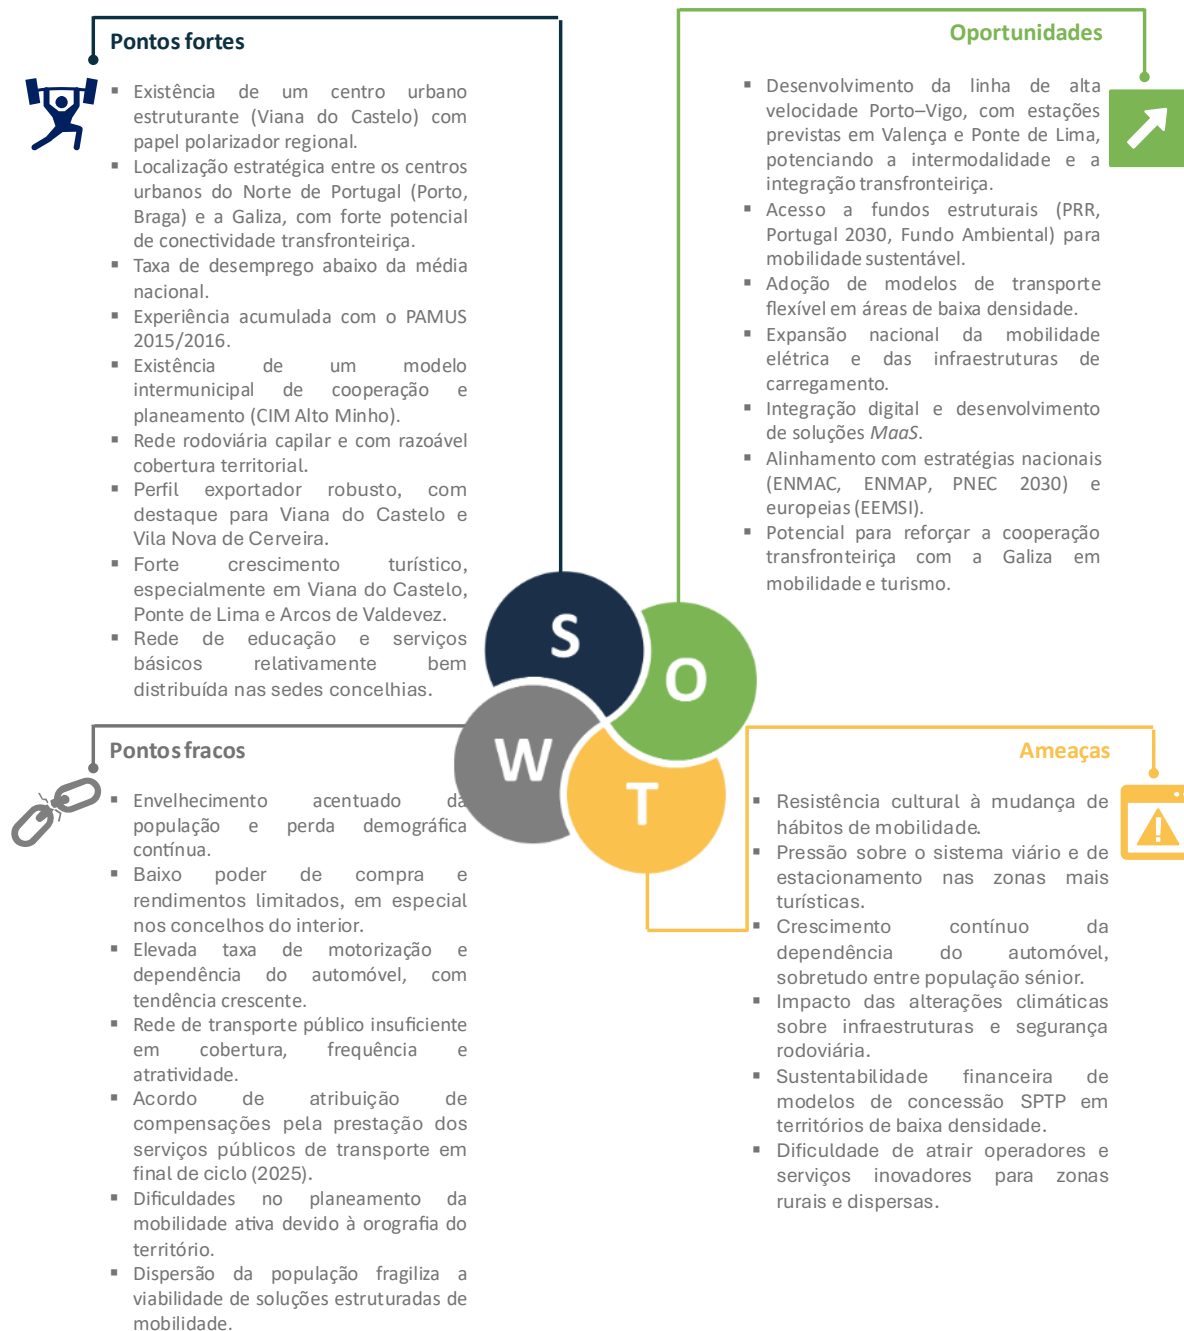 Pontos fortes
Existência de um centro urbano
estruturante (Viana do Castelo) com
papel polarizador regional.
Localização estratégica entre os centros
urbanos do Norte de Portugal (Porto,
Braga) e a Galiza, com forte potencial
de conectividade transfronteiriça.
Taxa de desemprego abaixo da média
nacional.
Experiência acumulada com o PAMUS
2015/2016.
Existência de um modelo
intermunicipal de cooperação e
planeamento (CIM Alto Minho).
Rede rodoviária capilar e com razoável
cobertura territorial.
Perfil exportador robusto, com
destaque para Viana do Castelo e
Vila Nova de Cerveira.
Forte crescimento turístico,
especialmente em Viana do Castelo,
Ponte de Lima e Arcos de Valdevez.
Rede de educação e serviços
básicos relativamente bem
distribuída nas sedes concelhias.
Oportunidades
Desenvolvimento da linha de alta
velocidade Porto–Vigo, com estações
previstas em Valença e Ponte de Lima,
potenciando a intermodalidade e a
integração transfronteiriça.
Acesso a fundos estruturais (PRR,
Portugal 2030, Fundo Ambiental) para
mobilidade sustentável.
Adoção de modelos de transporte
flexível em áreas de baixa densidade.
Expansão nacional da mobilidade
elétrica e das infraestruturas de
carregamento.
Integração digital e desenvolvimento
de soluções MaaS.
Alinhamento com estratégias nacionais
(ENMAC, ENMAP, PNEC 2030) e
europeias (EEMSI).
Potencial para reforçar a cooperação
transfronteiriça com a Galiza em
mobilidade e turismo.
S
O
W
T
Pontos fracos
Envelhecimento acentuado da
população e perda demográfica
contínua.
Baixo poder de compra e
rendimentos limitados, em especial
nos concelhos do interior.
Elevada taxa de motorização e
dependência do automóvel, com
tendência crescente.
Rede de transporte público insuficiente
em cobertura, frequência e
atratividade.
Acordo de atribuição de
compensações pela prestação dos
serviços públicos de transporte em
final de ciclo (2025).
Dificuldades no planeamento da
mobilidade ativa devido à orografia do
território.
Dispersão da população fragiliza a
viabilidade de soluções estruturadas de
mobilidade.
Ameaças
Resistência cultural à mudança de
hábitos de mobilidade.
Pressão sobre o sistema viário e de
estacionamento nas zonas mais
turísticas.
Crescimento contínuo da
dependência do automóvel,
sobretudo entre população sénior.
Impacto das alterações climáticas
sobre infraestruturas e segurança
rodoviária.
Sustentabilidade financeira de
modelos de concessão SPTP em
territórios de baixa densidade.
Dificuldade de atrair operadores e
serviços inovadores para zonas
rurais e dispersas.